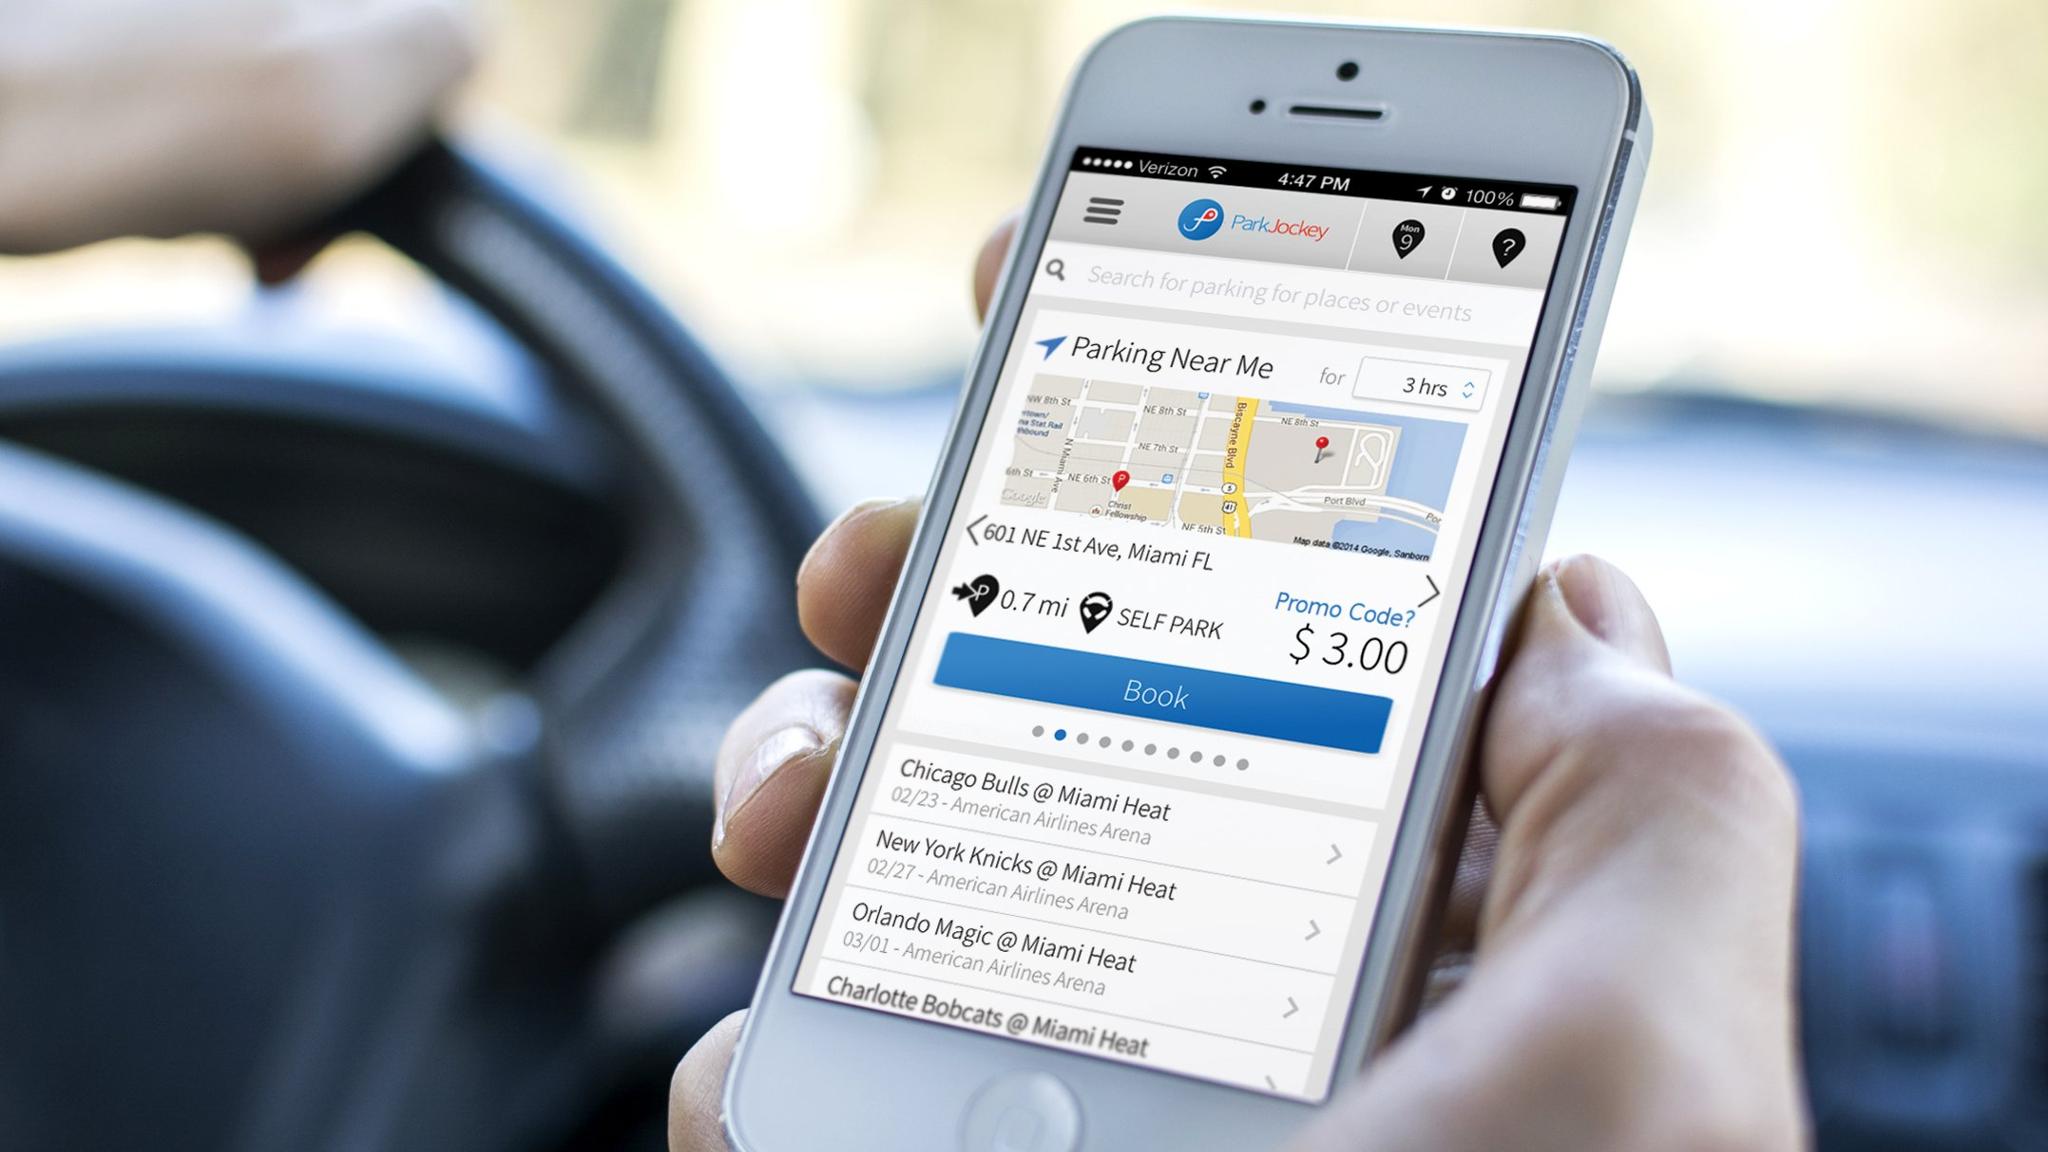 Verizon 4:47 PM 100%
ParkJockey
Mon
9
?
Search for parking for places or events
Parking Near Me for 3 hrs
NW 8th St
NE 8th St
NE 8th St
Biscayne Blvd
na Stat Rail
NE 7th St
N Miami Ave
6th St
NE 6th St
P
5
41
Port Blvd
Google
Christ
Fellowship
NE 5th St
Map data ©2014 Google, Sanborn
601 NE 1st Ave, Miami FL
P 0.7 mi SELF PARK
Promo Code?
$ 3.00
Book
Chicago Bulls @ Miami Heat
02/23 - American Airlines Arena
New York Knicks @ Miami Heat
02/27 - American Airlines Arena
Orlando Magic @ Miami Heat
03/01 - American Airlines Arena
Charlotte Bobcats @ Miami Heat